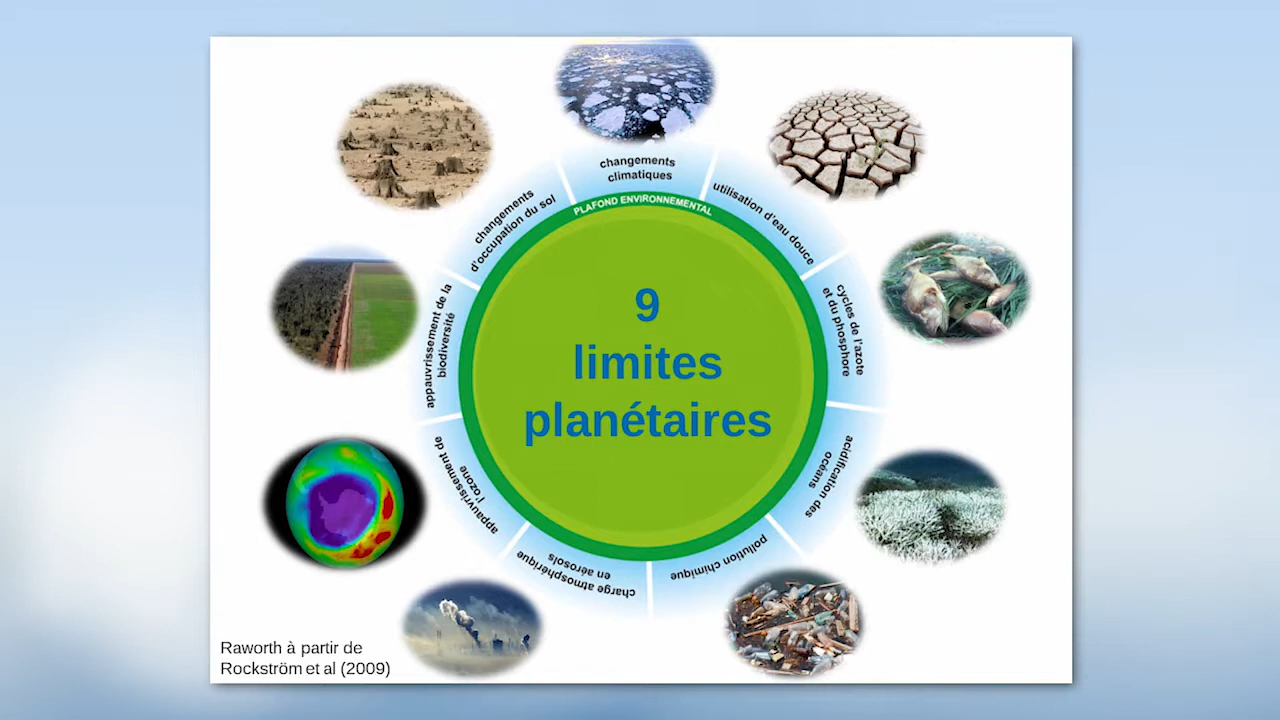 changements
climatiques
utilisation d'eau douce
cycles de l'azote
et du phosphore
acidification des
océans
pollution chimique
charge atmosphérique
en aérosols
appauvrissement de
l'ozone
appauvrissement de la
biodiversité
changements
d'occupation du sol
PLAFOND ENVIRONNEMENTAL
9
limites
planétaires
Raworth à partir de
Rockström et al (2009)